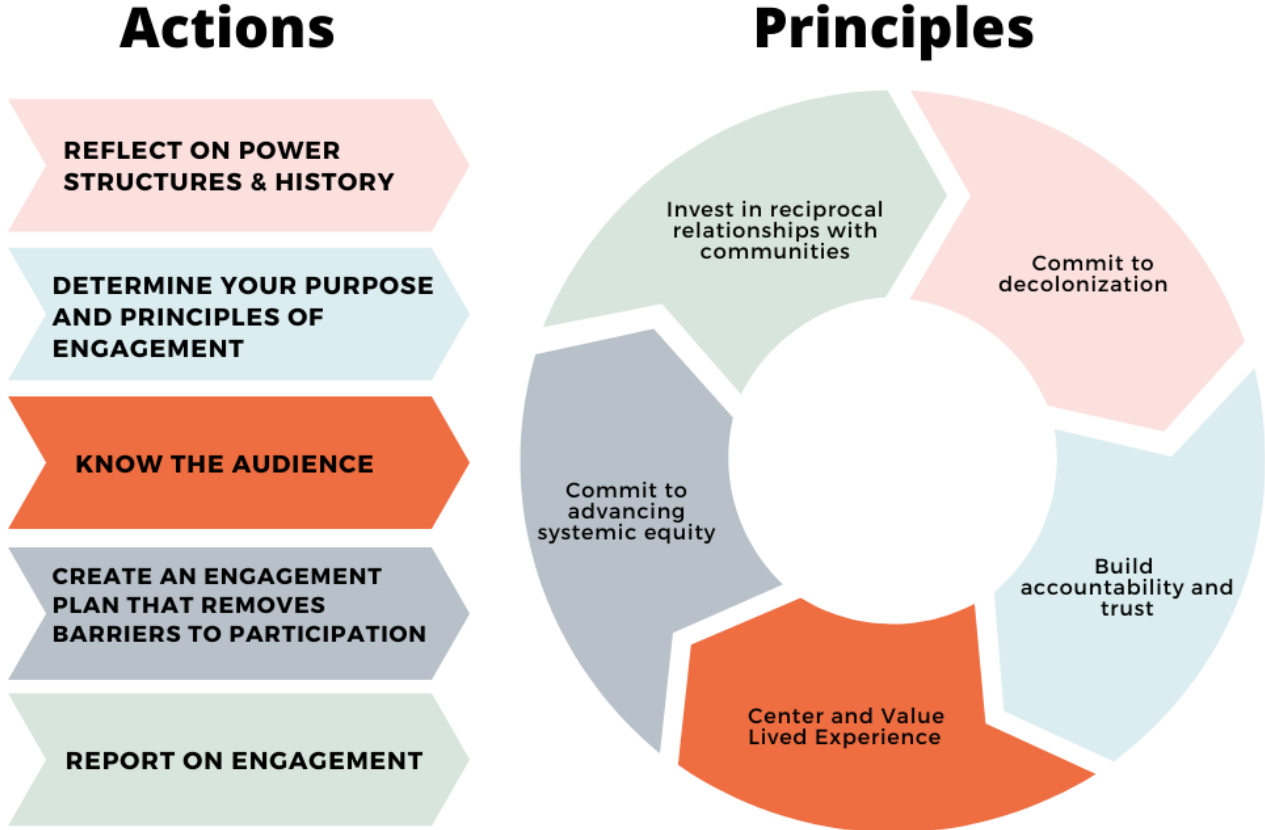 Actions
REFLECT ON POWER
STRUCTURES & HISTORY
DETERMINE YOUR PURPOSE
AND PRINCIPLES OF
ENGAGEMENT
KNOW THE AUDIENCE
CREATE AN ENGAGEMENT
PLAN THAT REMOVES
BARRIERS TO PARTICIPATION
REPORT ON ENGAGEMENT
Principles
Invest in reciprocal
relationships with
communities
Commit to
decolonization
Build
accountability and
trust
Center and Value
Lived Experience
Commit to
advancing
systemic equity